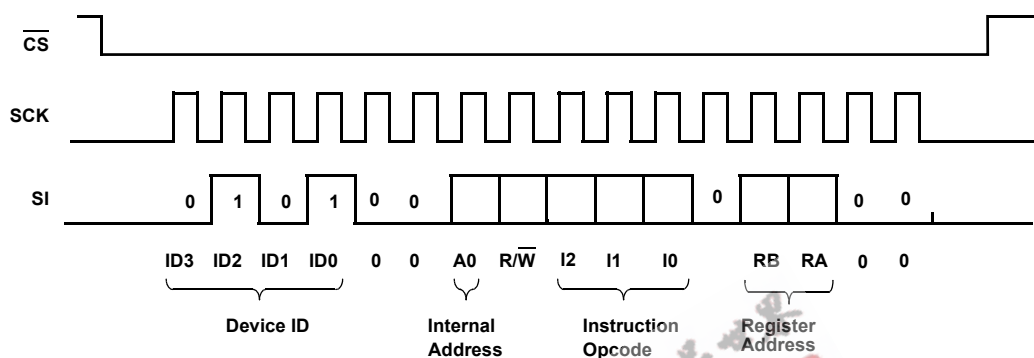 CS
SCK
SI
0 1 0 1 0 0 0 0 0
ID3 ID2 ID1 ID0 0 0 A0 R/W I2 I1 I0 RB RA 0 0
Device ID
Internal
Address
Instruction
Opcode
Register
Address